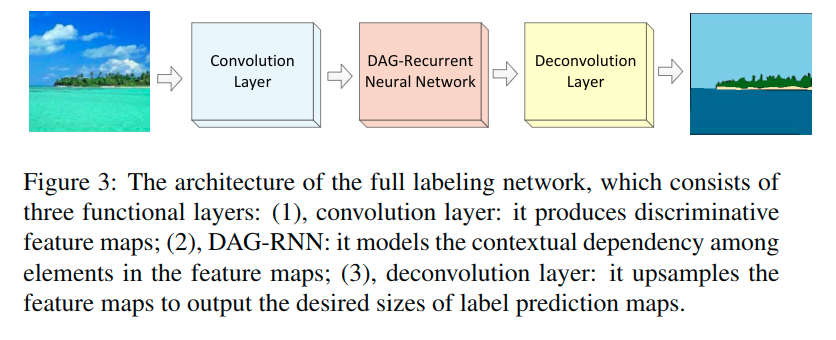 Convolution
Layer
DAG-Recurrent
Neural Network
Deconvolution
Layer
Figure 3: The architecture of the full labeling network, which consists of
three functional layers: (1), convolution layer: it produces discriminative
feature maps; (2), DAG-RNN: it models the contextual dependency among
elements in the feature maps; (3), deconvolution layer: it upsamples the
feature maps to output the desired sizes of label prediction maps.